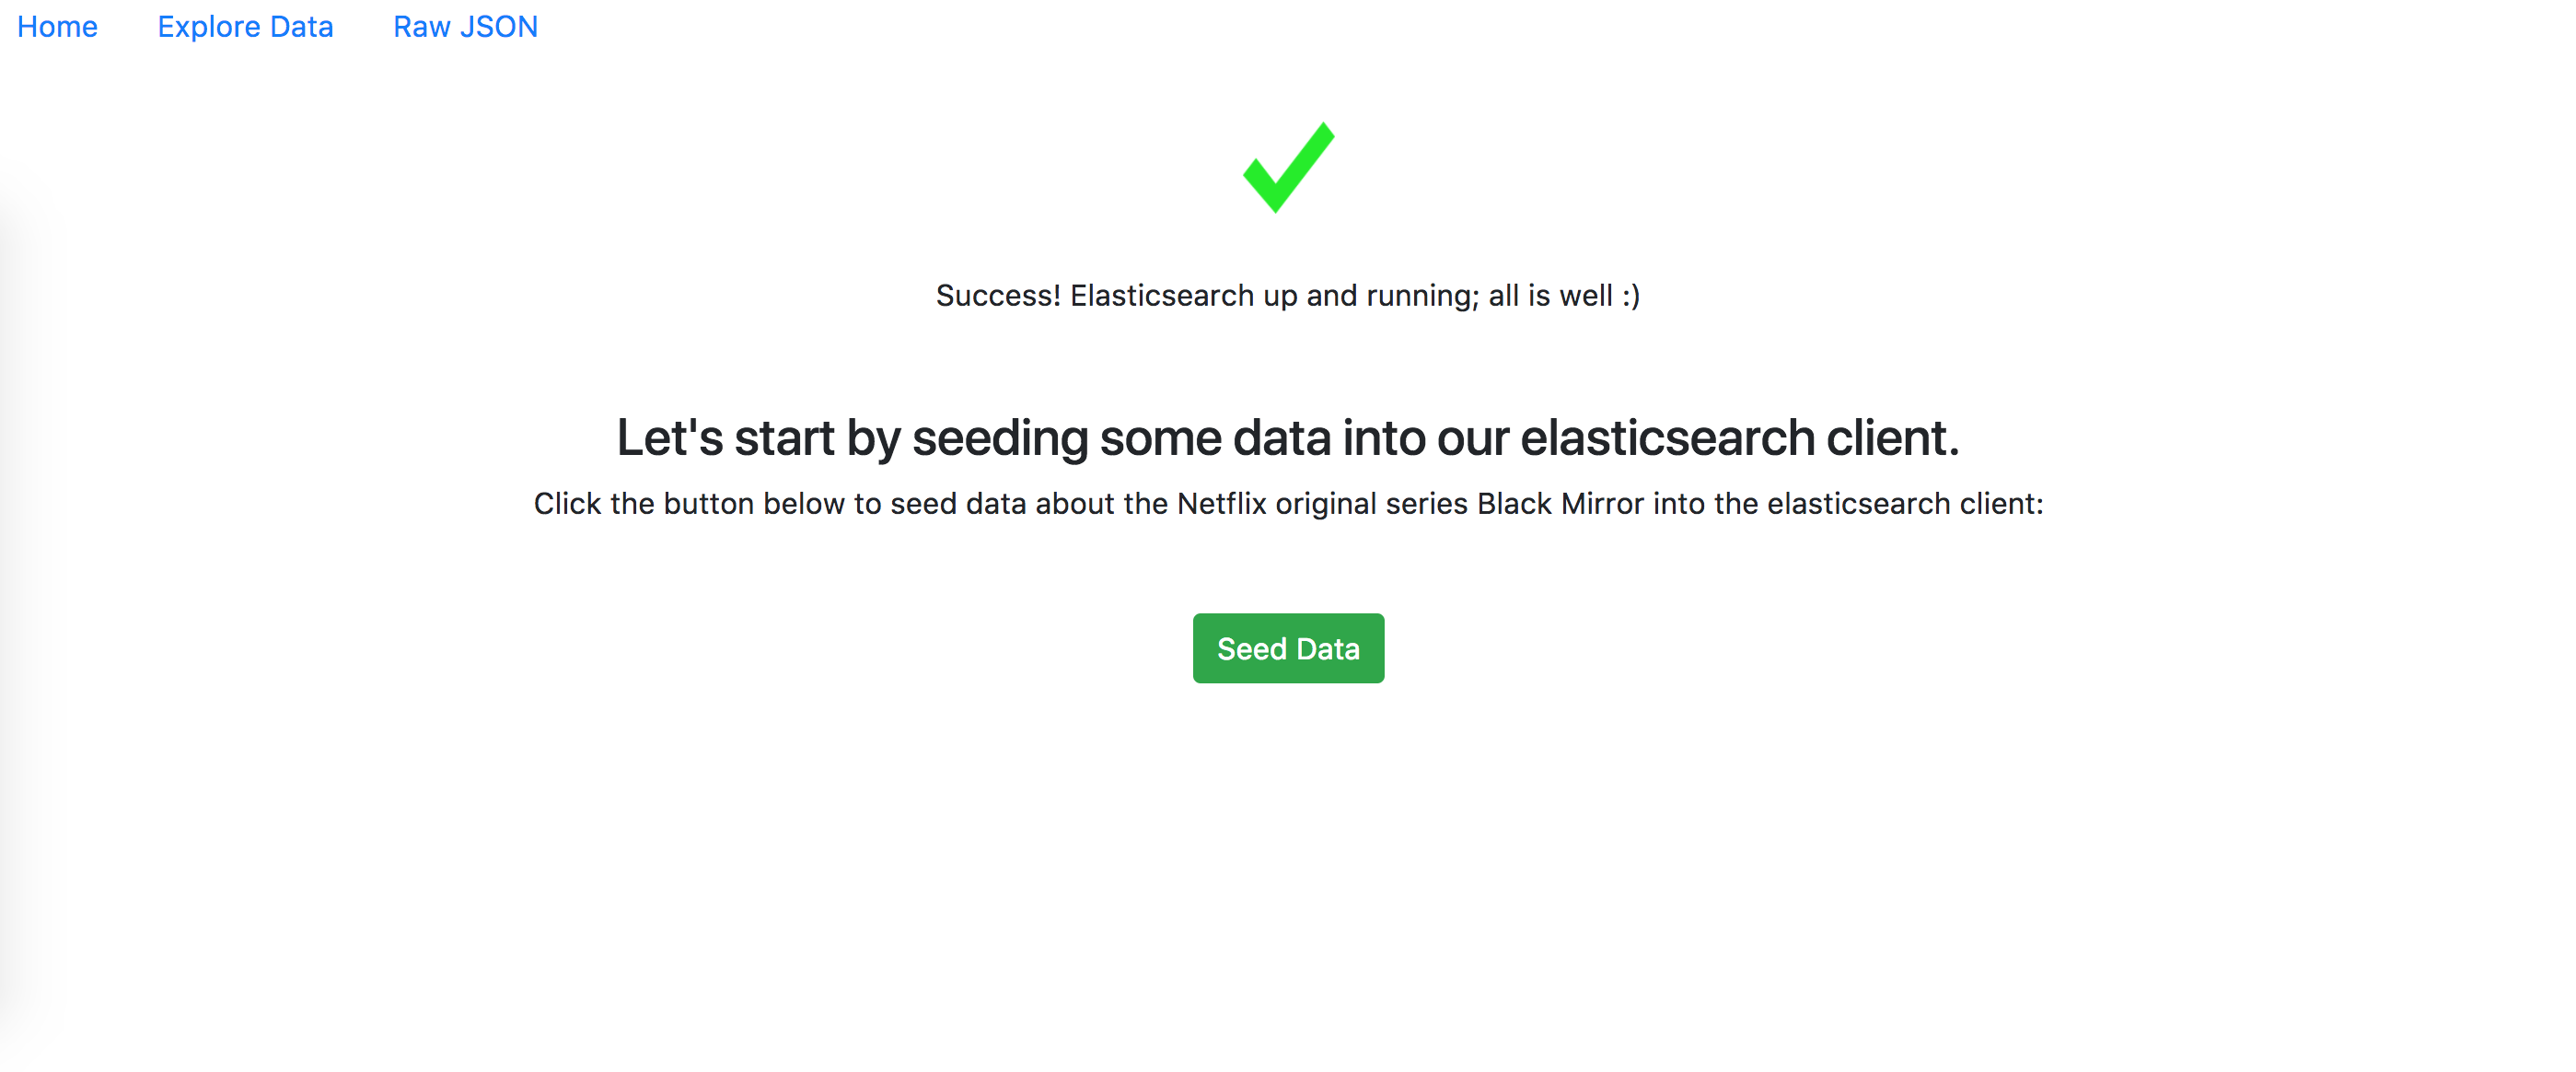 Home Explore Data Raw JSON
Success! Elasticsearch up and running; all is well :)
Let's start by seeding some data into our elasticsearch client.
Click the button below to seed data about the Netflix original series Black Mirror into the elasticsearch client:
Seed Data